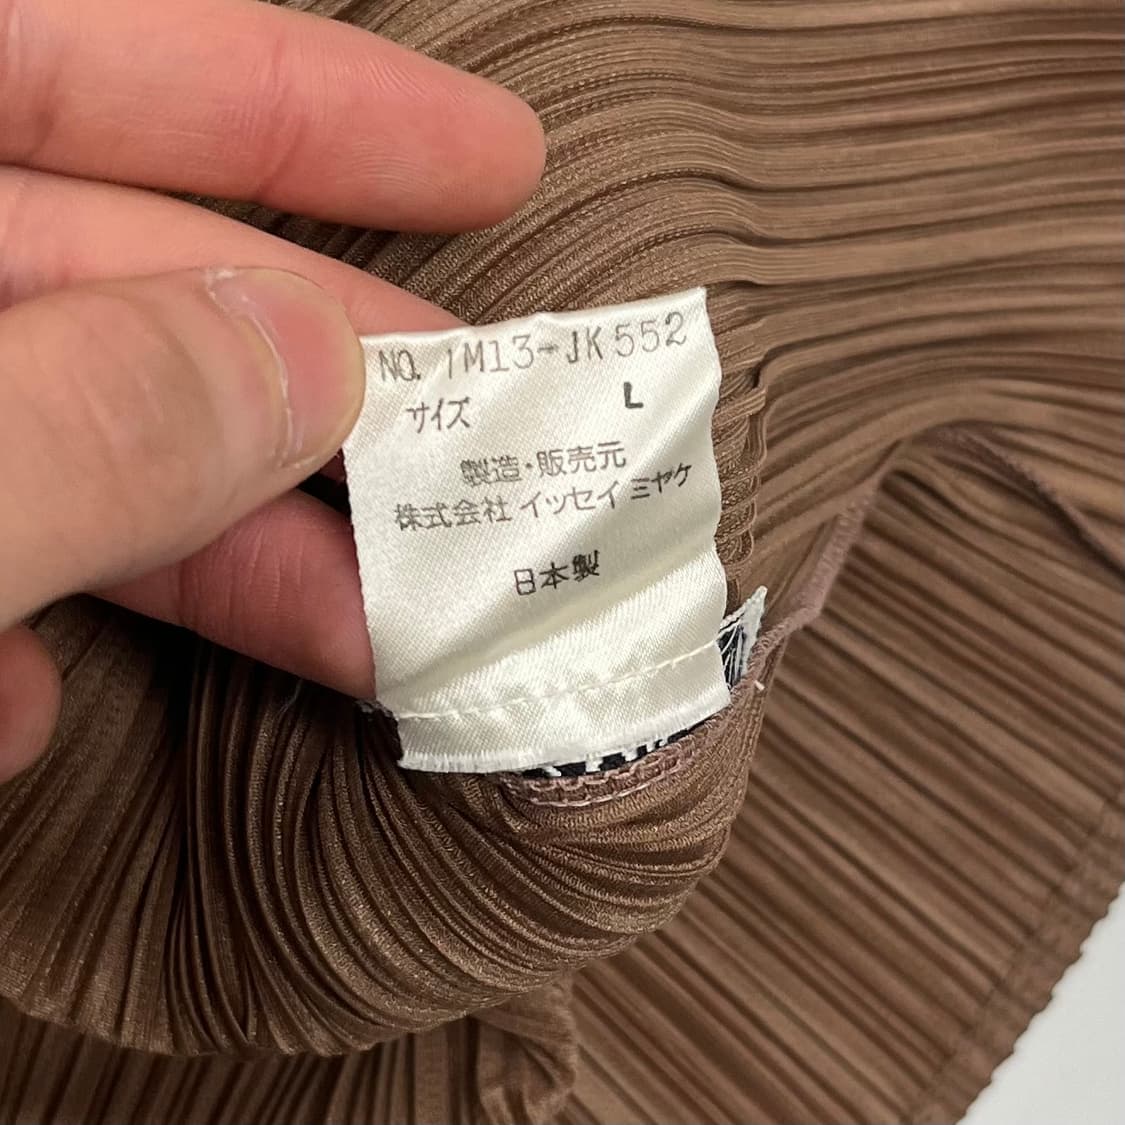 NO. IM13-JK552
サイズ L
製造・販売元
株式会社 イッセイ ミヤケ
日本製